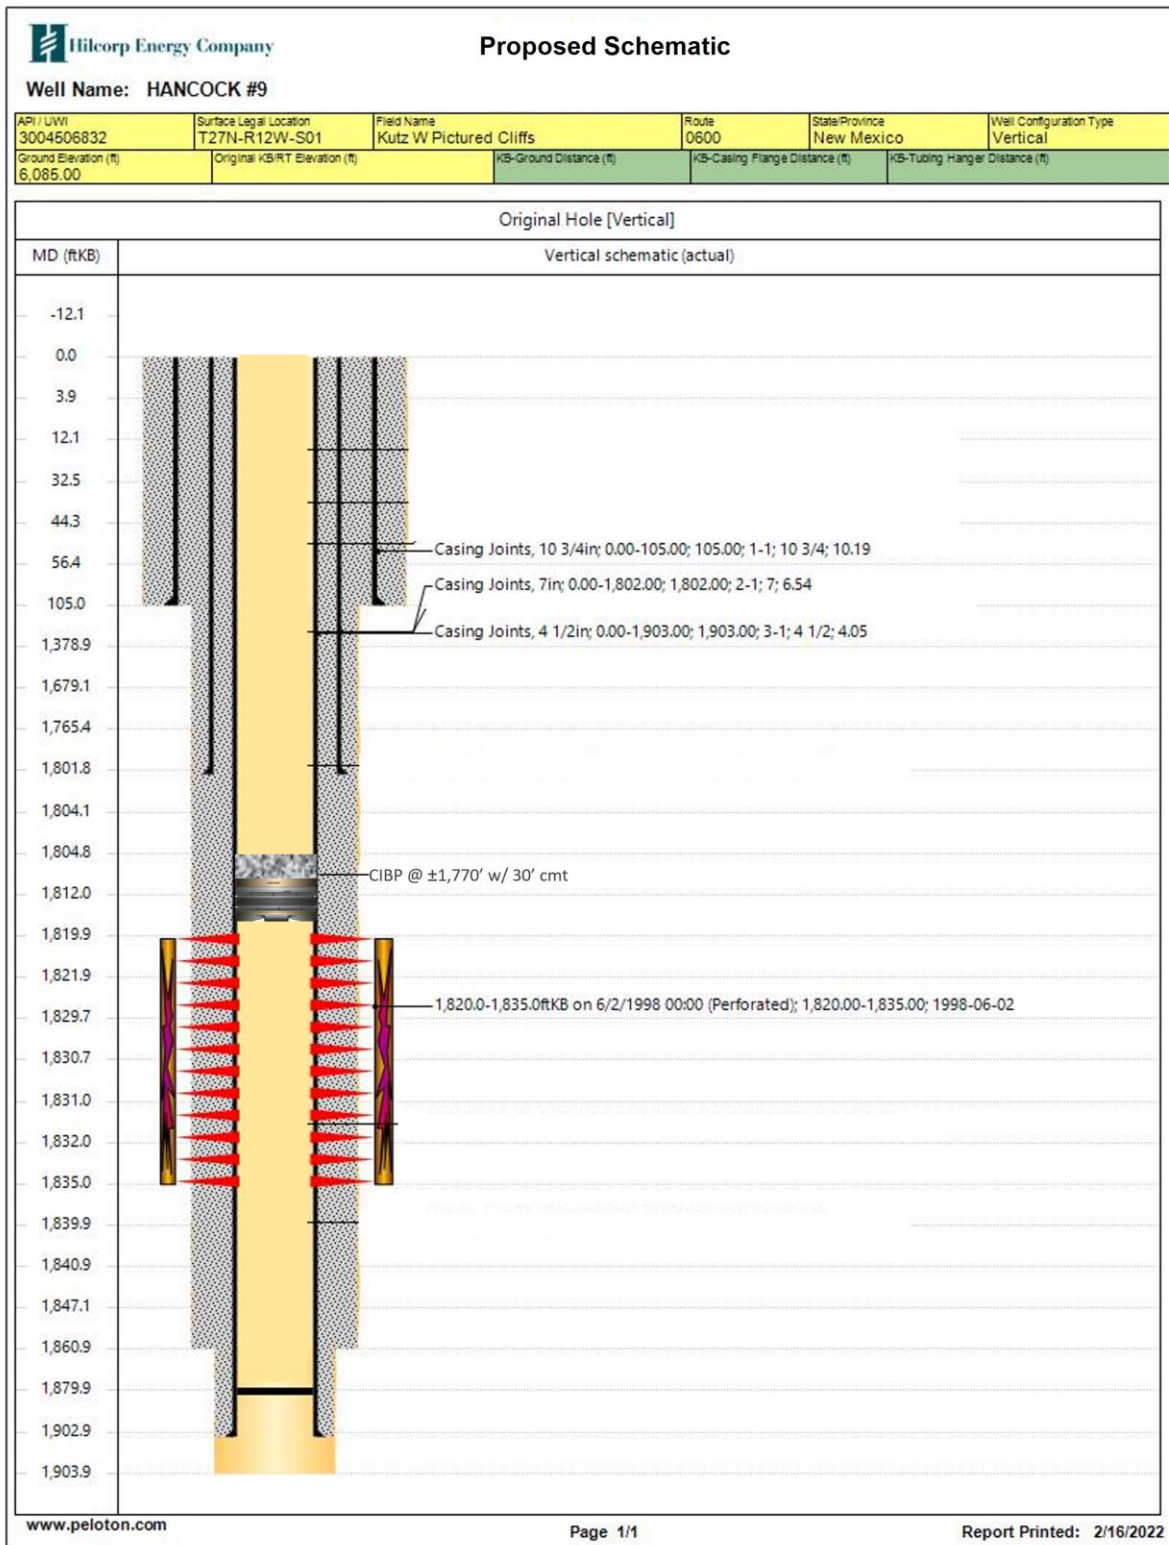 Hilcorp Energy Company
Proposed Schematic
Well Name: HANCOCK #9
API / UWI
3004506832
Surface Legal Location
T27N-R12W-S01
Field Name
Kutz W Pictured Cliffs
Route
0600
State/Province
New Mexico
Well Configuration Type
Vertical
Ground Elevation (ft)
6,085.00
Original KB/RT Elevation (ft)
KB-Ground Distance (ft)
KB-Casing Flange Distance (ft)
KB-Tubing Hanger Distance (ft)
Original Hole [Vertical]
MD (ftKB)
Vertical schematic (actual)
-12.1
0.0
3.9
12.1
32.5
44.3
Casing Joints, 10 3/4in; 0.00-105.00; 105.00; 1-1; 10 3/4; 10.19
56.4
Casing Joints, 7in; 0.00-1,802.00; 1,802.00; 2-1; 7; 6.54
105.0
Casing Joints, 4 1/2in; 0.00-1,903.00; 1,903.00; 3-1; 4 1/2; 4.05
1,378.9
1,679.1
1,765.4
1,801.8
1,804.1
1,804.8
CIBP @ ±1,770’ w/ 30’ cmt
1,812.0
1,819.9
1,821.9
1,820.0-1,835.0ftKB on 6/2/1998 00:00 (Perforated); 1,820.00-1,835.00; 1998-06-02
1,829.7
1,830.7
1,831.0
1,832.0
1,835.0
1,839.9
1,840.9
1,847.1
1,860.9
1,879.9
1,902.9
1,903.9
www.peloton.com
Page 1/1
Report Printed: 2/16/2022